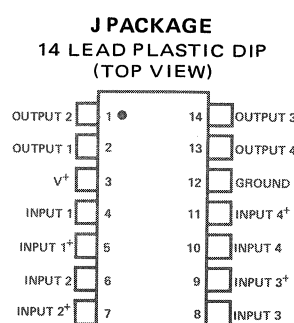 J PACKAGE
14 LEAD PLASTIC DIP
(TOP VIEW)
OUTPUT 2 1 14 OUTPUT 3
OUTPUT 1 2 13 OUTPUT 4
V+ 3 12 GROUND
INPUT 1 4 11 INPUT 4+
INPUT 1+ 5 10 INPUT 4
INPUT 2 6 9 INPUT 3+
INPUT 2+ 7 8 INPUT 3